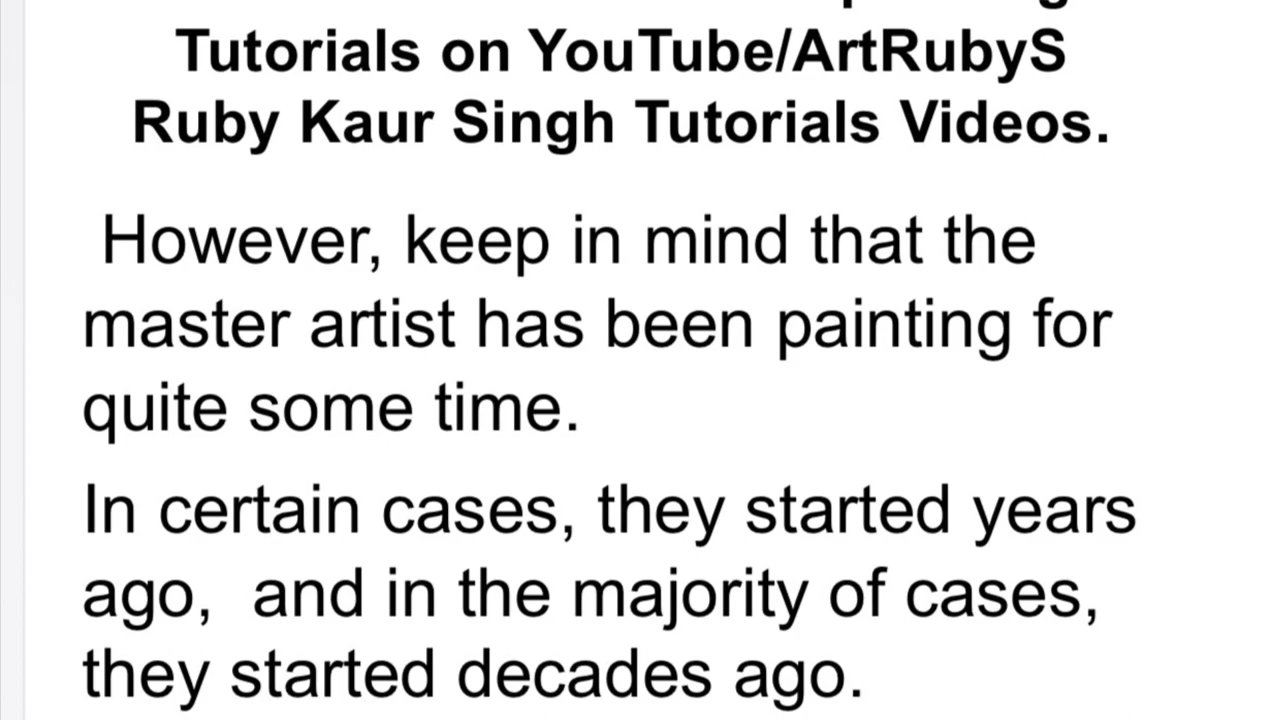 Tutorials on YouTube/ArtRubyS
Ruby Kaur Singh Tutorials Videos.
However, keep in mind that the
master artist has been painting for
quite some time.
In certain cases, they started years
ago,  and in the majority of cases,
they started decades ago.